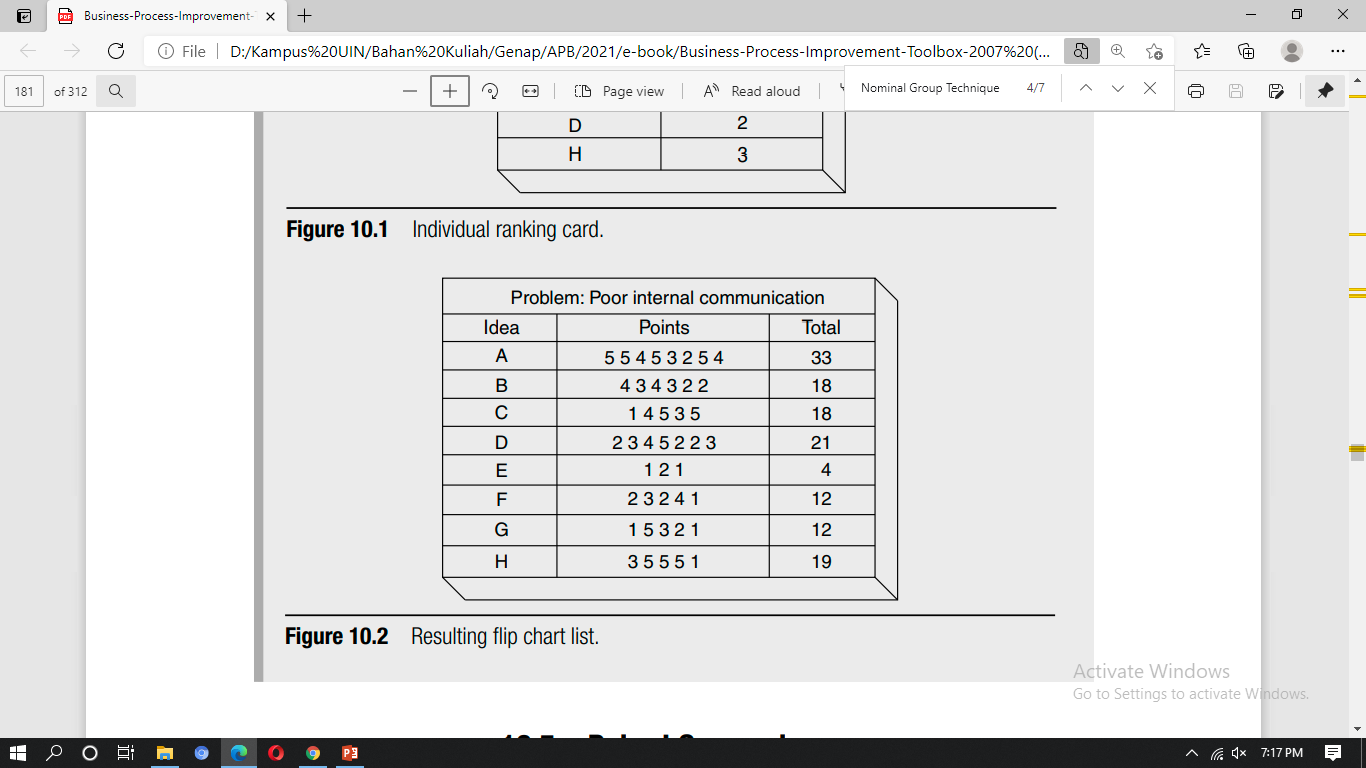 Business-Process-Improvement-
File D:/Kampus%20UIN/Bahan%20Kuliah/Genap/APB/2021/e-book/Business-Process-Improvement-Toolbox-2007%20(...
181 of 312 Page view Read aloud Nominal Group Technique 4/7
D 2
H 3
Figure 10.1 Individual ranking card.
Problem: Poor internal communication
Idea Points Total
A 5 5 4 5 3 2 5 4 33
B 4 3 4 3 2 2 18
C 1 4 5 3 5 18
D 2 3 4 5 2 2 3 21
E 1 2 1 4
F 2 3 2 4 1 12
G 1 5 3 2 1 12
H 3 5 5 5 1 19
Figure 10.2 Resulting flip chart list.
Activate Windows
Go to Settings to activate Windows.
7:17 PM